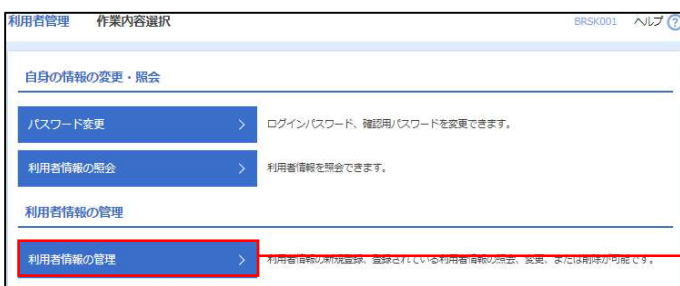 利用者管理 作業内容選択 BRSK001 ヘルプ ?
自身の情報の変更・照会
パスワード変更 > ログインパスワード、確認用パスワードを変更できます。
利用者情報の照会 > 利用者情報を照会できます。
利用者情報の管理
利用者情報の管理 > 利用者情報の新規登録、登録されている利用者情報の照会、変更、または削除が可能です。